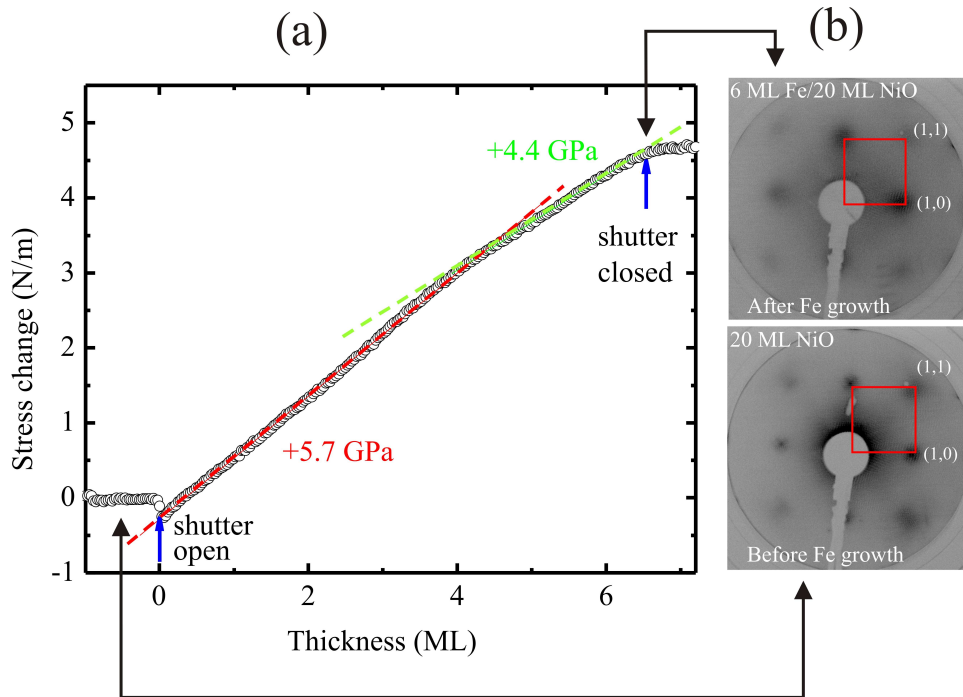 (a)
(b)
Stress change (N/m)
5
4
3
2
1
0
-1
+4.4 GPa
+5.7 GPa
shutter
closed
shutter
open
0
2
4
6
Thickness (ML)
6 ML Fe/20 ML NiO
(1,1)
(1,0)
After Fe growth
20 ML NiO
(1,1)
(1,0)
Before Fe growth